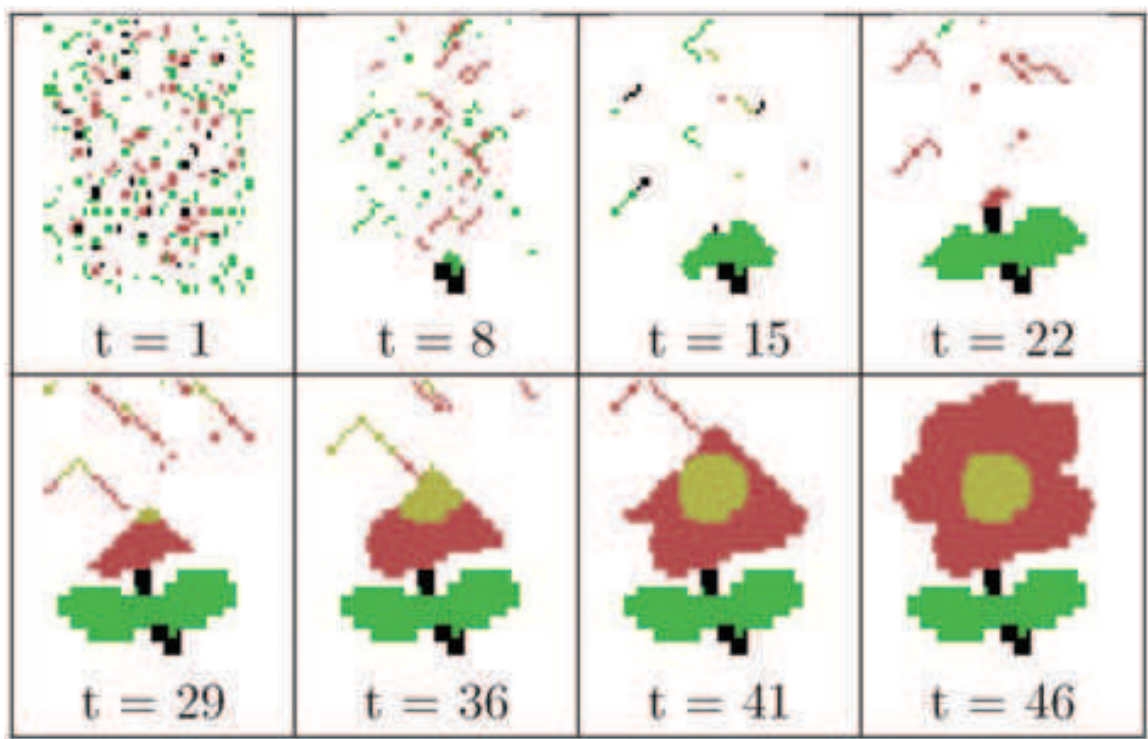 t = 1
t = 8
t = 15
t = 22
t = 29
t = 36
t = 41
t = 46